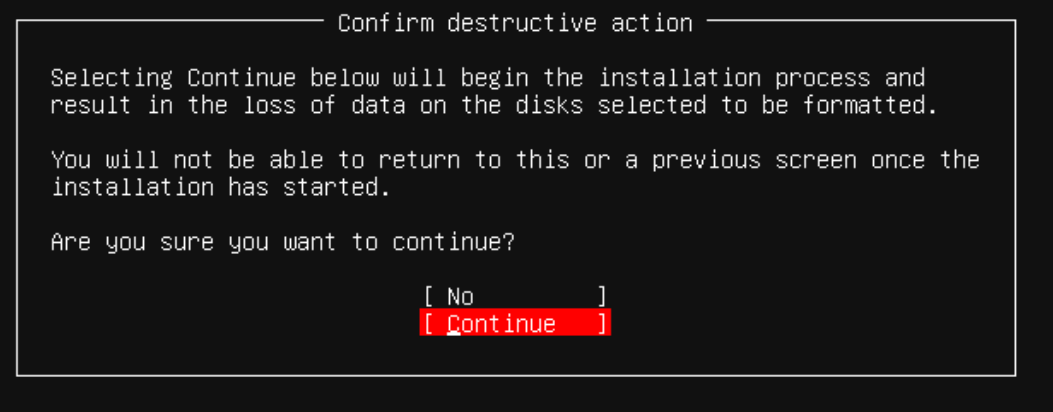 Confirm destructive action
Selecting Continue below will begin the installation process and
result in the loss of data on the disks selected to be formatted.
You will not be able to return to this or a previous screen once the
installation has started.
Are you sure you want to continue?
[ No ]
[ Continue ]